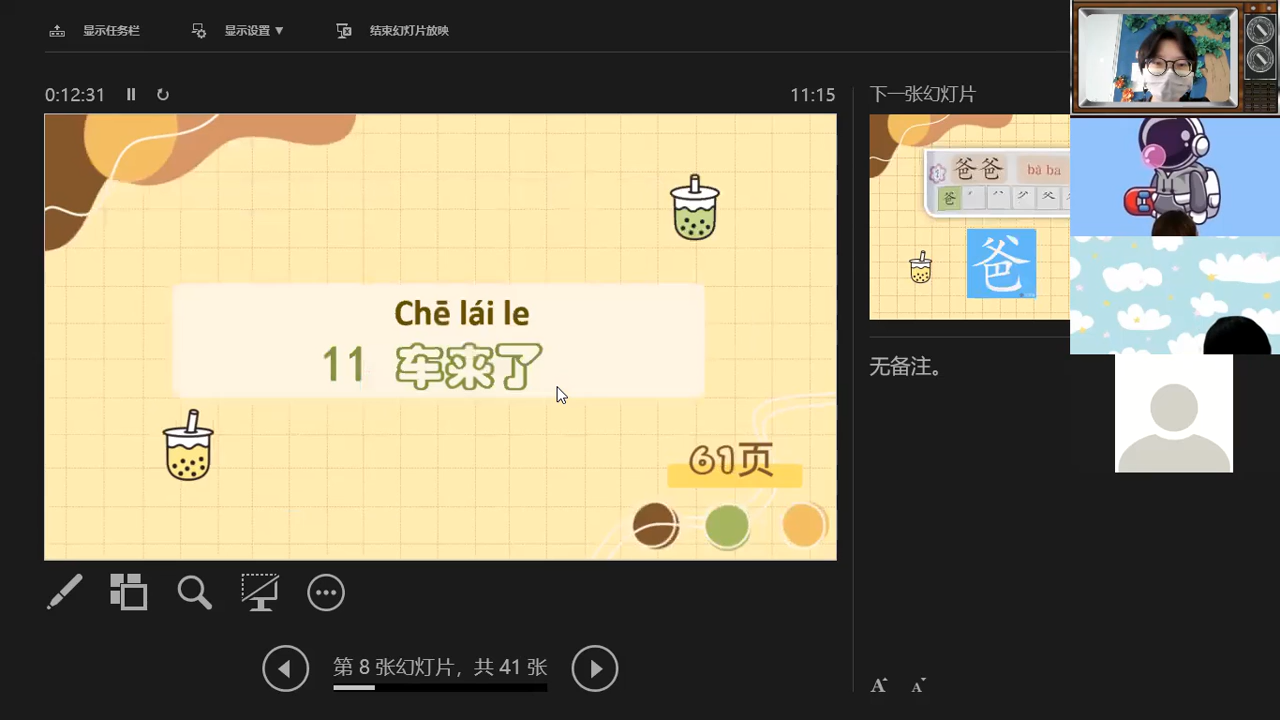 显示任务栏 显示设置 ▼ 结束幻灯片放映
0:12:31 11:15
Chē lái le
11 车来了
61页
第 8 张幻灯片，共 41 张
下一张幻灯片
爸爸 bà ba
爸
爸
无备注。
A A